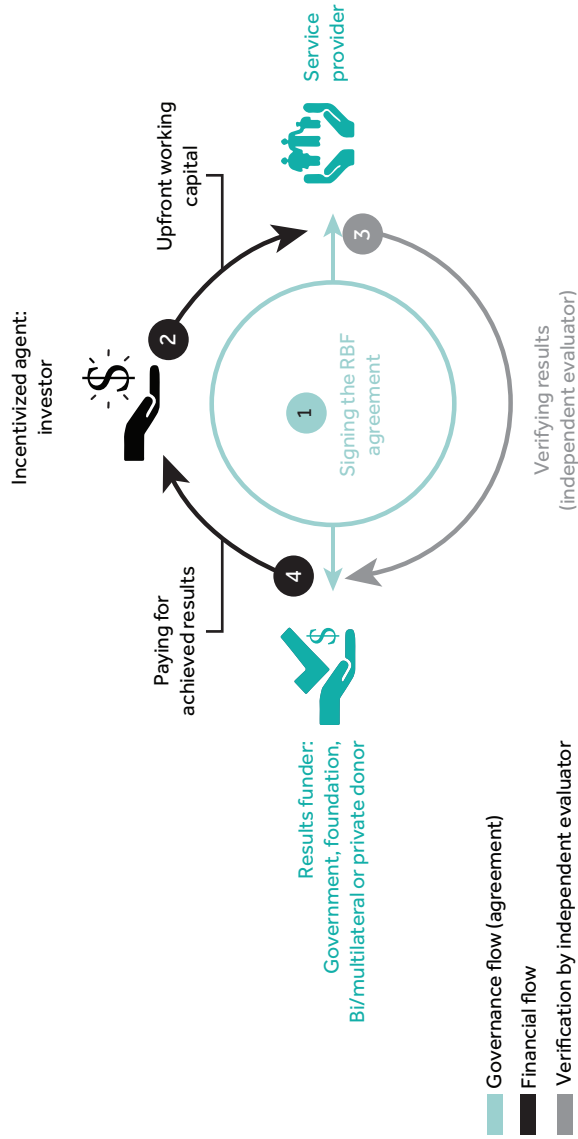 Incentivized agent:
investor
$
Paying for
achieved results
Upfront working
capital
2
4
1
Signing the RBF
agreement
3
Service
provider
$
Results funder:
Government, foundation,
Bi/multilateral or private donor
Verifying results
(independent evaluator)
Governance flow (agreement)
Financial flow
Verification by independent evaluator